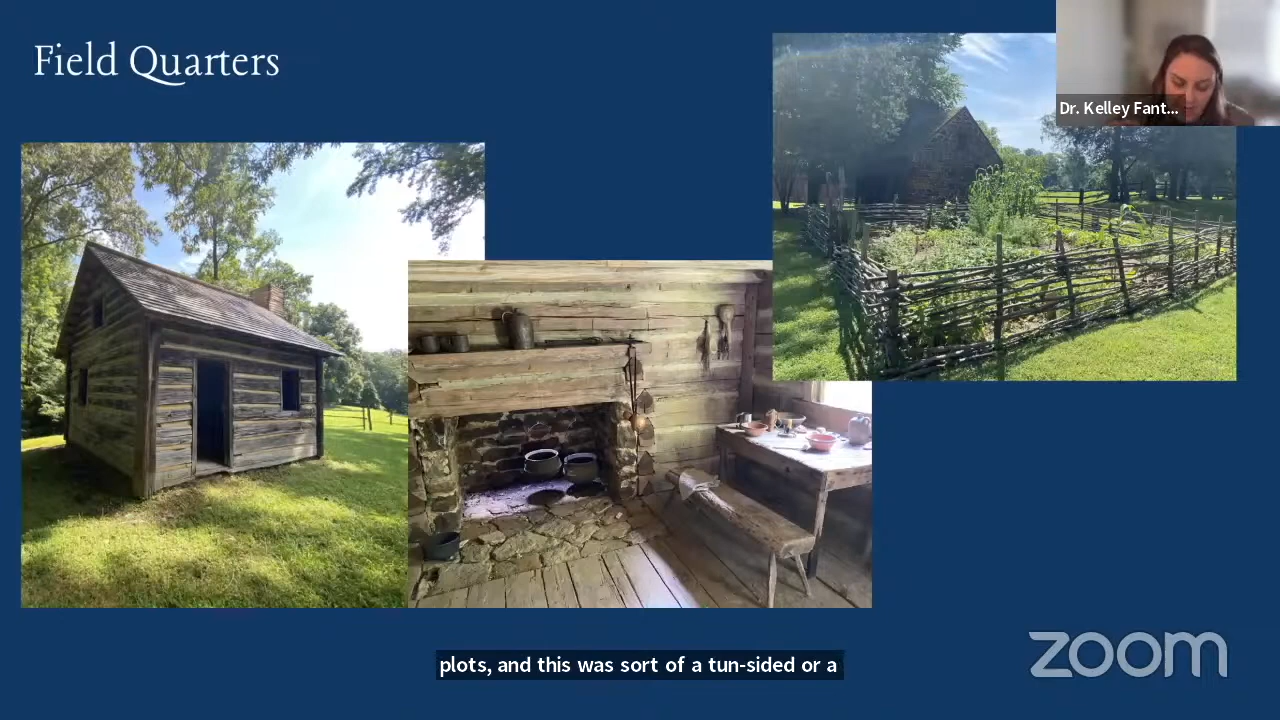 Field Quarters
Dr. Kelley Fant...
plots, and this was sort of a tun-sided or a
zoom